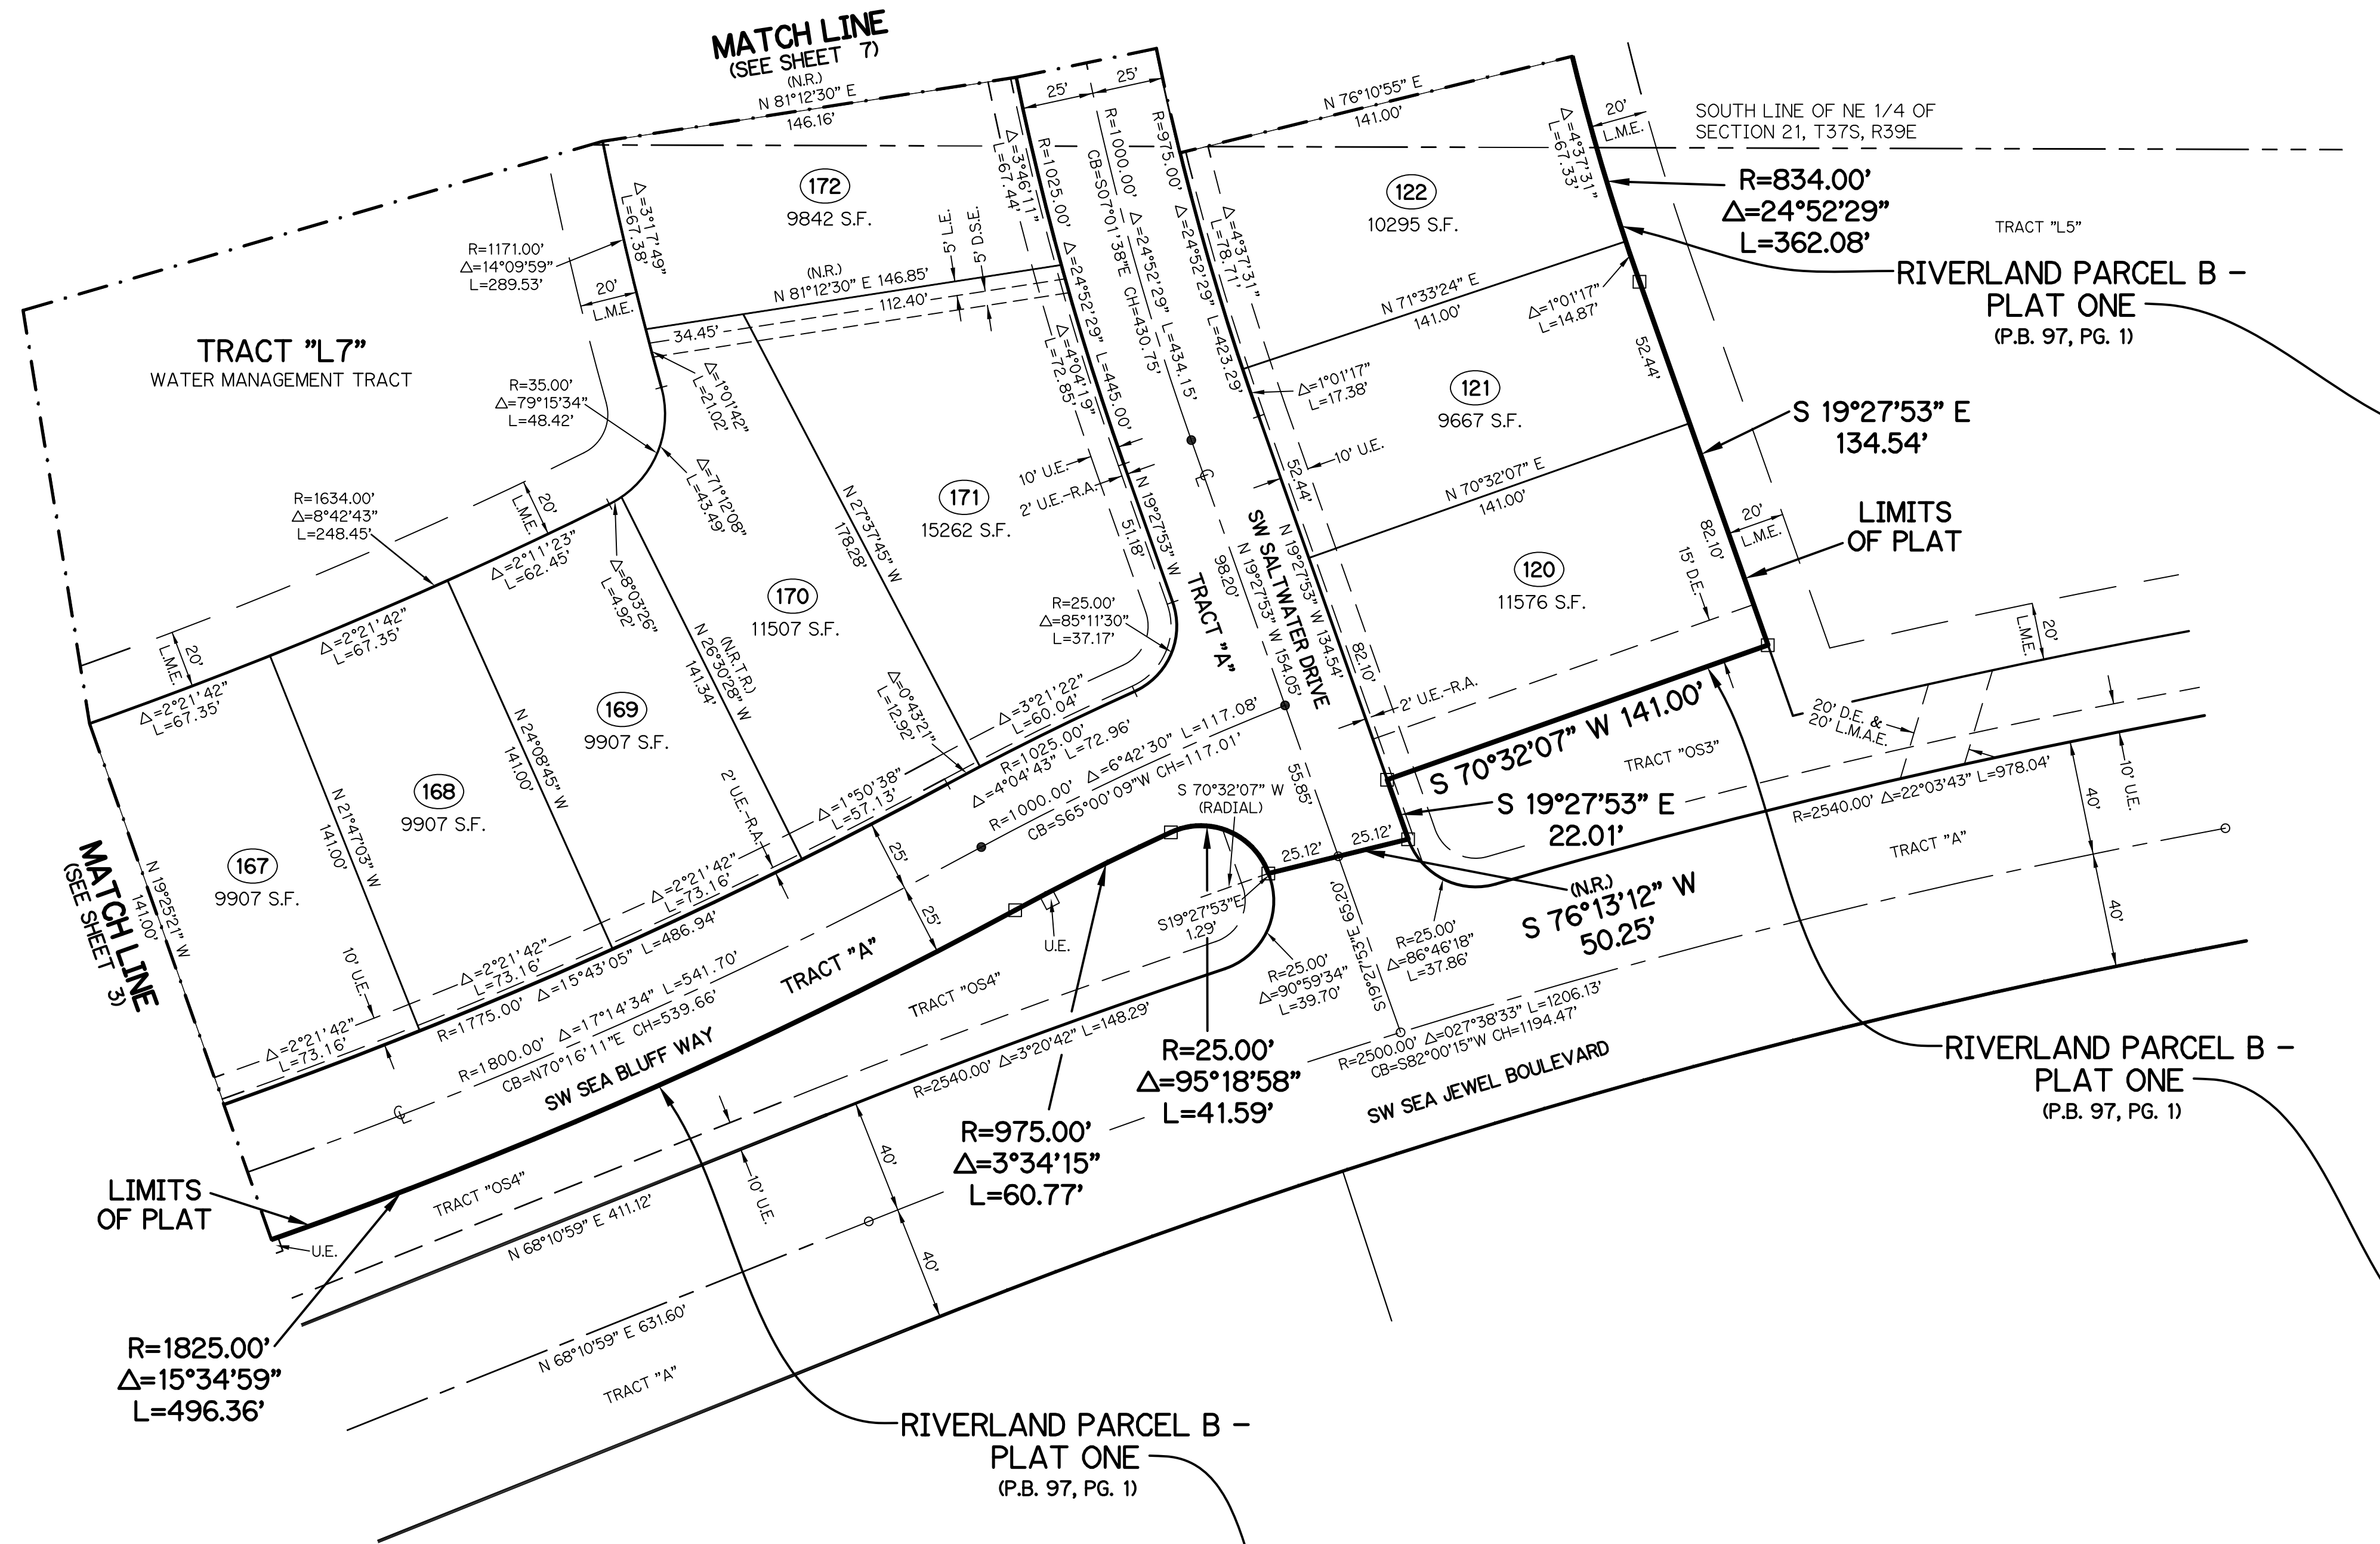 MATCH LINE
(SEE SHEET 7)
(N.R.)
N 81°12'30" E
146.16'
25'
25'
N 76°10'55" E
141.00'
20'
L.M.E.
SOUTH LINE OF NE 1/4 OF
SECTION 21, T37S, R39E
172
9842 S.F.
122
10295 S.F.
Δ=4°37'31"
L=67.33'
R=834.00'
Δ=24°52'29"
L=362.08'
TRACT "L5"
RIVERLAND PARCEL B -
PLAT ONE
(P.B. 97, PG. 1)
R=1171.00'
Δ=14°09'59"
L=289.53'
Δ=3°17'49"
L=67.38'
20'
L.M.E.
5' L.E.
5' D.S.E.
(N.R.)
N 81°12'30" E 146.85'
34.45'
112.40'
Δ=3°46'11"
L=67.44'
R=1025.00' Δ=24°52'29" L=445.00'
R=1000.00' Δ=24°52'29" L=434.15'
CB=S07°01'38"E CH=430.75'
R=975.00' Δ=24°52'29" L=423.29'
Δ=4°37'31"
L=78.71'
Δ=4°04'19"
L=72.85'
N 71°33'24" E
141.00'
Δ=1°01'17"
L=14.87'
52.44'
TRACT "L7"
WATER MANAGEMENT TRACT
R=35.00'
Δ=79°15'34"
L=48.42'
Δ=1°01'42"
L=21.02'
Δ=1°01'17"
L=17.38'
121
9667 S.F.
S 19°27'53" E
134.54'
Δ=71°12'08"
L=43.49'
N 27°37'45" W
178.28'
171
15262 S.F.
10' U.E.
2' U.E.-R.A.
N 19°27'53" W
51.18'
℄
52.44'
10' U.E.
N 70°32'07" E
141.00'
R=1634.00'
Δ=8°42'43"
L=248.45'
20'
L.M.E.
Δ=2°11'23"
L=62.45'
Δ=8°03'26"
L=4.92'
20'
L.M.E.
LIMITS
OF PLAT
82.10'
15' D.E.
SW SALTWATER DRIVE
N 19°27'53" W 134.54'
N 19°27'53" W 154.05'
98.20'
TRACT "A"
120
11576 S.F.
170
11507 S.F.
(N.R.T.R.)
N 26°30'28" W
141.34'
R=25.00'
Δ=85°11'30"
L=37.17'
82.10'
20'
L.M.E.
Δ=2°21'42"
L=67.35'
20'
L.M.E.
Δ=2°21'42"
L=67.35'
N 24°08'45" W
141.00'
169
9907 S.F.
Δ=0°43'21"
L=12.92'
Δ=3°21'22"
L=60.04'
R=1025.00'
Δ=4°04'43" L=72.96'
R=1000.00' Δ=6°42'30" L=117.08'
CB=S65°00'09"W CH=117.01'
2' U.E.-R.A.
S 70°32'07" W 141.00'
20' D.E. &
20' L.M.A.E.
TRACT "OS3"
S 70°32'07" W
(RADIAL)
55.85'
S 19°27'53" E
22.01'
R=2540.00' Δ=22°03'43" L=978.04'
10' U.E.
40'
TRACT "A"
40'
MATCH LINE
(SEE SHEET 3)
N 19°25'21" W
141.00'
167
9907 S.F.
N 21°47'03" W
141.00'
168
9907 S.F.
2' U.E.-R.A.
Δ=1°50'38"
L=57.13'
Δ=2°21'42"
L=73.16'
Δ=2°21'42"
L=73.16'
Δ=2°21'42"
L=73.16'
10' U.E.
25'
25'
25.12'
25.12'
(N.R.)
S 76°13'12" W
50.25'
S19°27'53"E
1.29'
U.E.
R=25.00'
Δ=90°59'34"
L=39.70'
S19°27'53"E 65.20'
R=25.00'
Δ=86°46'18"
L=37.86'
R=1775.00' Δ=15°43'05" L=486.94'
R=1800.00' Δ=17°14'34" L=541.70'
CB=N70°16'11"E CH=539.66'
TRACT "A"
SW SEA BLUFF WAY
℄
TRACT "OS4"
R=2540.00' Δ=3°20'42" L=148.29'
R=25.00'
Δ=95°18'58"
L=41.59'
R=2500.00' Δ=027°38'33" L=1206.13'
CB=S82°00'15"W CH=1194.47'
SW SEA JEWEL BOULEVARD
RIVERLAND PARCEL B -
PLAT ONE
(P.B. 97, PG. 1)
R=975.00'
Δ=3°34'15"
L=60.77'
LIMITS
OF PLAT
TRACT "OS4"
U.E.
N 68°10'59" E 411.12'
10' U.E.
40'
40'
N 68°10'59" E 631.60'
TRACT "A"
R=1825.00'
Δ=15°34'59"
L=496.36'
RIVERLAND PARCEL B -
PLAT ONE
(P.B. 97, PG. 1)